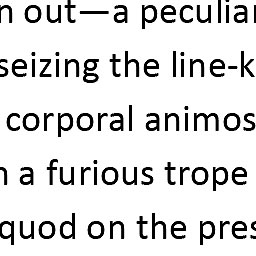 n out—a peculiar
seizing the line-k
corporal animos
n a furious trope
quod on the pres